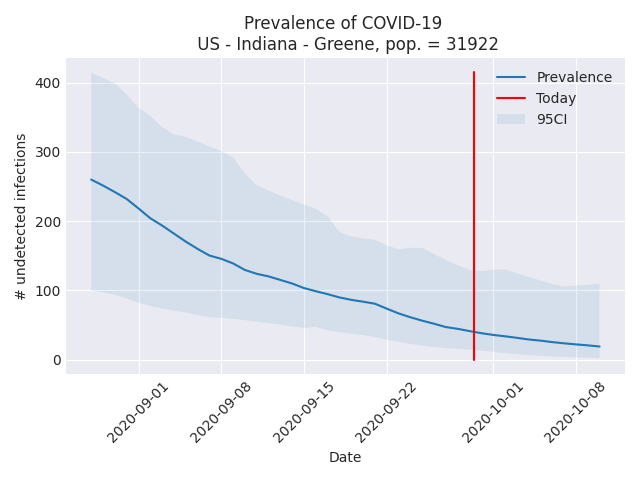 Prevalence of COVID-19
US - Indiana - Greene, pop. = 31922
Prevalence
Today
95CI
# undetected infections
400
300
200
100
0
2020-09-01
2020-09-08
2020-09-15
2020-09-22
2020-10-01
2020-10-08
Date